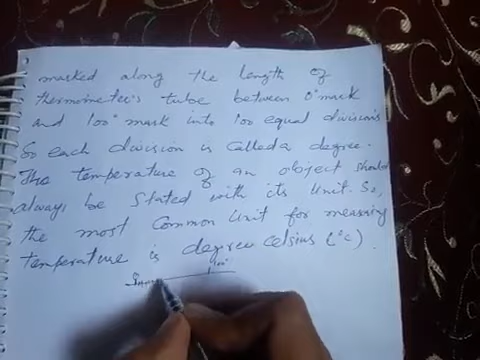 marked along the length of
thermometer's tube between 0° mark
and 100° mark into 100 equal divisions
So each division is Called a degree.
The temperature of an object should
always be Stated with its Unit. So,
the most Common Unit for measuring
temperature is degree celsius (°C).
100°